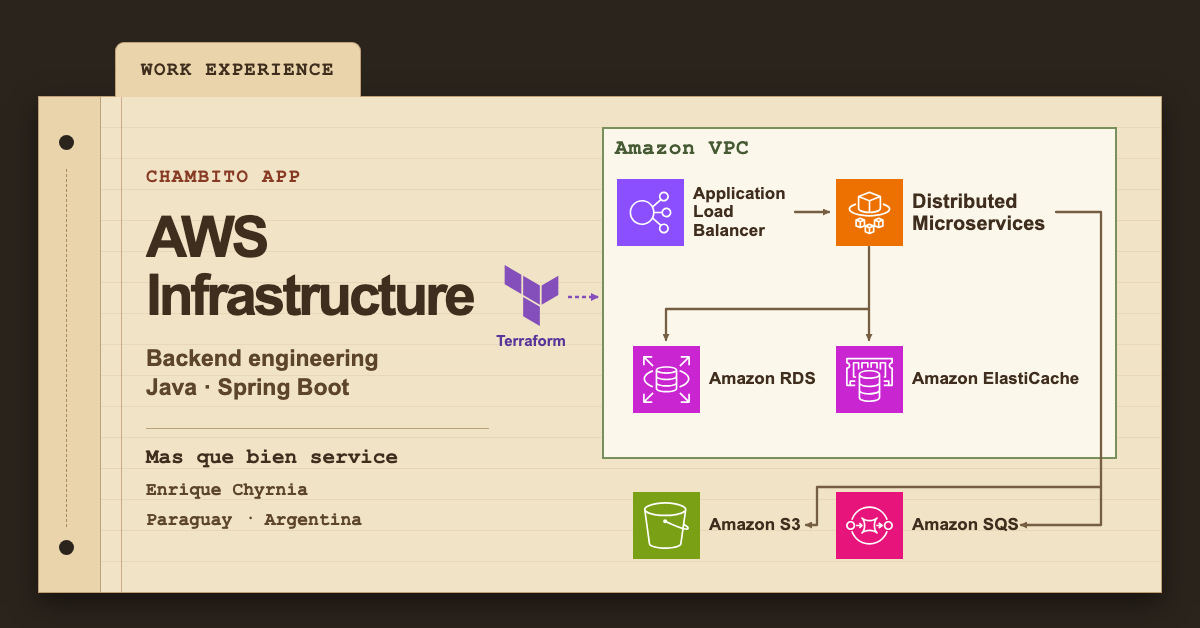 WORK EXPERIENCE
CHAMBITO APP
AWS
Infrastructure
Backend engineering
Java · Spring Boot
Mas que bien service
Enrique Chyrnia
Paraguay · Argentina
Terraform
Amazon VPC
Application
Load
Balancer
Distributed
Microservices
Amazon RDS
Amazon ElastiCache
Amazon S3
Amazon SQS